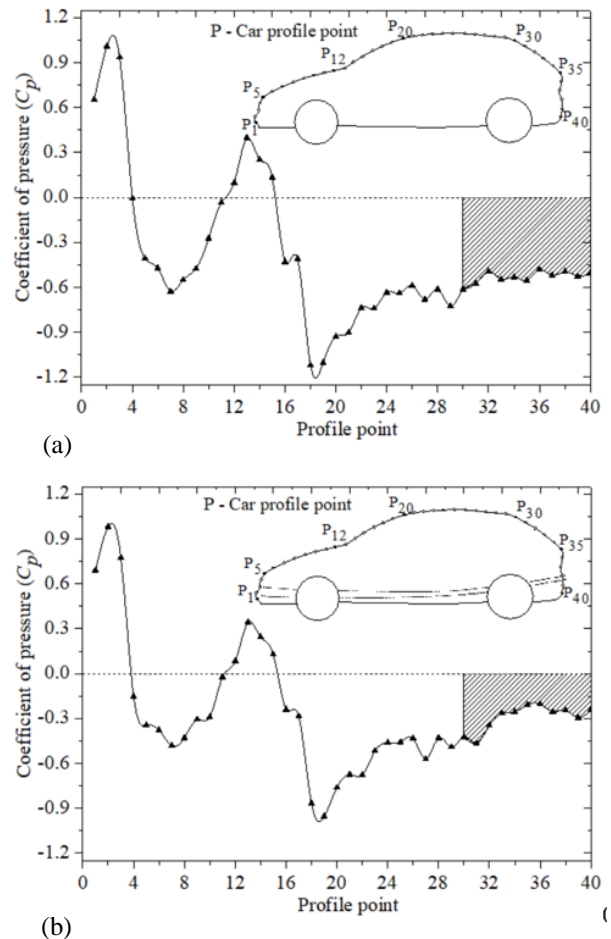 P - Car profile point
P20
P30
P12
P35
P5
P1
P40
Coefficient of pressure (Cp)
1.2
0.9
0.6
0.3
0.0
-0.3
-0.6
-0.9
-1.2
0 4 8 12 16 20 24 28 32 36 40
Profile point
(a)
P - Car profile point
P20
P30
P12
P35
P5
P1
P40
Coefficient of pressure (Cp)
1.2
0.9
0.6
0.3
0.0
-0.3
-0.6
-0.9
-1.2
0 4 8 12 16 20 24 28 32 36 40
Profile point
(b)
0